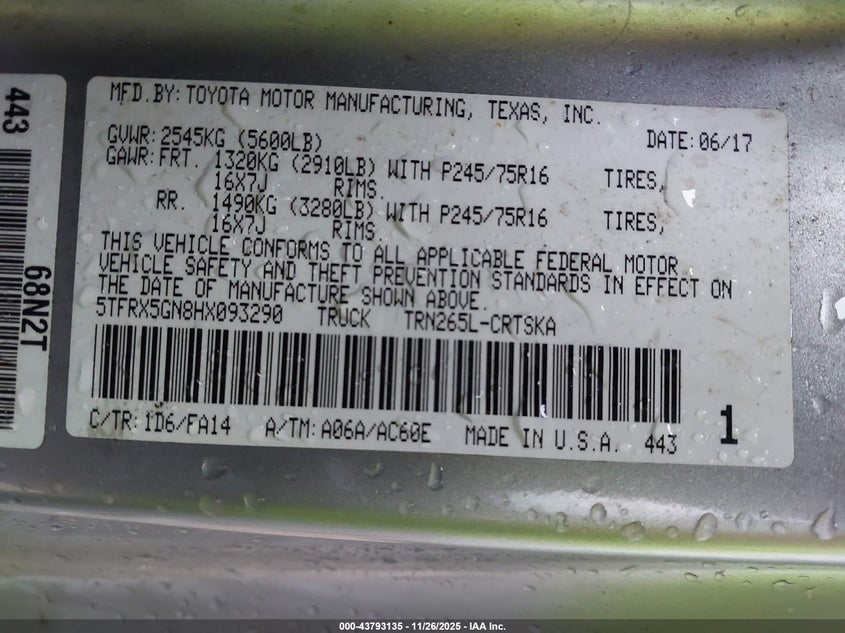 443
68N2T
MFD.BY: TOYOTA MOTOR MANUFACTURING, TEXAS, INC.
GVWR: 2545KG (5600LB) DATE: 06/17
GAWR: FRT. 1320KG (2910LB) WITH P245/75R16 TIRES,
16X7J RIMS.
RR. 1490KG (3280LB) WITH P245/75R16 TIRES,
16X7J RIMS.
THIS VEHICLE CONFORMS TO ALL APPLICABLE FEDERAL MOTOR
VEHICLE SAFETY AND THEFT PREVENTION STANDARDS IN EFFECT ON
THE DATE OF MANUFACTURE SHOWN ABOVE.
5TFRX5GN8HX093290 TRUCK TRN265L-CRTSKA
C/TR: 1D6/FA14 A/TM: A06A/AC60E MADE IN U.S.A. 443
1
000-43793135 - 11/26/2025 - IAA Inc.